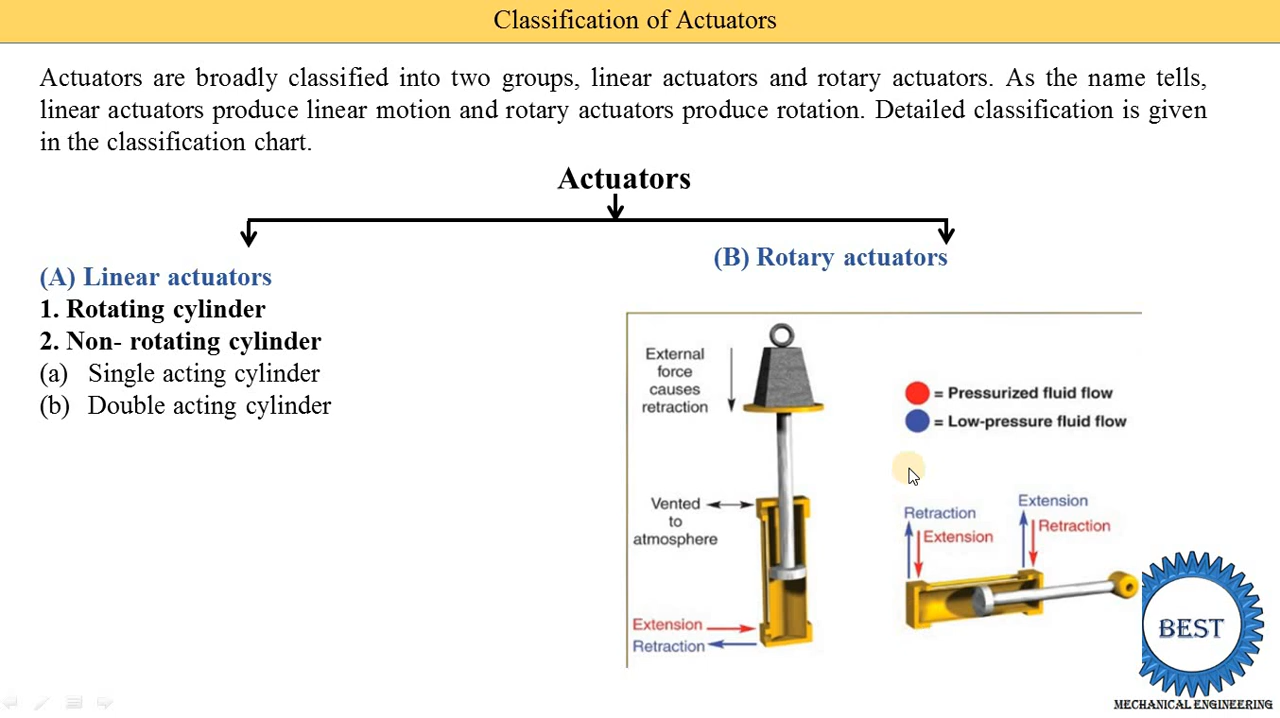 Classification of Actuators
Actuators are broadly classified into two groups, linear actuators and rotary actuators. As the name tells,
linear actuators produce linear motion and rotary actuators produce rotation. Detailed classification is given
in the classification chart.
Actuators
(A) Linear actuators
1. Rotating cylinder
2. Non- rotating cylinder
(a) Single acting cylinder
(b) Double acting cylinder
(B) Rotary actuators
External
force
causes
retraction
Vented
to
atmosphere
Extension
Retraction
= Pressurized fluid flow
= Low-pressure fluid flow
Retraction
Extension
Extension
Retraction
BEST
MECHANICAL ENGINEERING